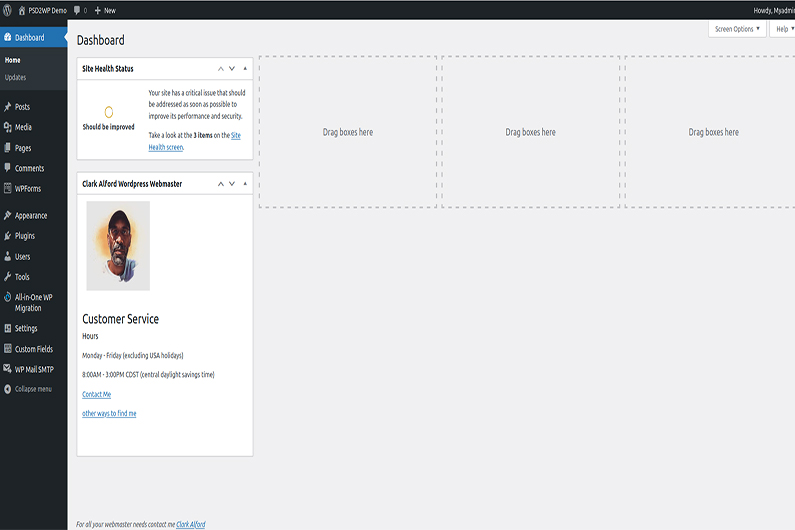 PSD2WP Demo 0 New Howdy, Myadmin
Dashboard
Home
Updates
Posts
Media
Pages
Comments
WPForms
Appearance
Plugins
Users
Tools
All-in-One WP
Migration
Settings
Custom Fields
WP Mail SMTP
Collapse menu
Screen Options Help
Dashboard
Site Health Status
Should be improved
Your site has a critical issue that should
be addressed as soon as possible to
improve its performance and security.
Take a look at the 3 items on the Site
Health screen.
Drag boxes here
Drag boxes here
Drag boxes here
Clark Alford Wordpress Webmaster
Customer Service
Hours
Monday - Friday (excluding USA holidays)
8:00AM - 3:00PM CDST (central daylight savings time)
Contact Me
other ways to find me
For all your webmaster needs contact me Clark Alford